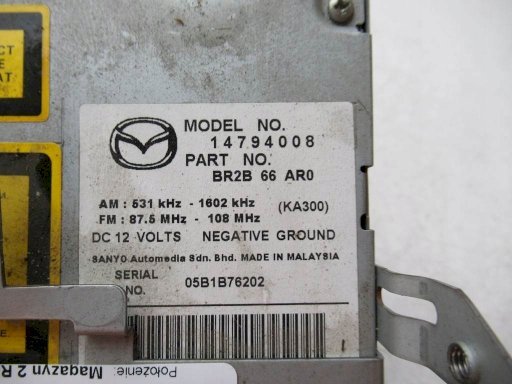 CT
E
AT
MODEL NO.
14794008
PART NO.
BR2B 66 AR0
AM : 531 kHz - 1602 kHz (KA300)
FM : 87.5 MHz - 108 MHz
DC 12 VOLTS NEGATIVE GROUND
SANYO Automedia Sdn. Bhd. MADE IN MALAYSIA
SERIAL
NO. 05B1B76202
E.
Położenie:
Magazyn 2 R